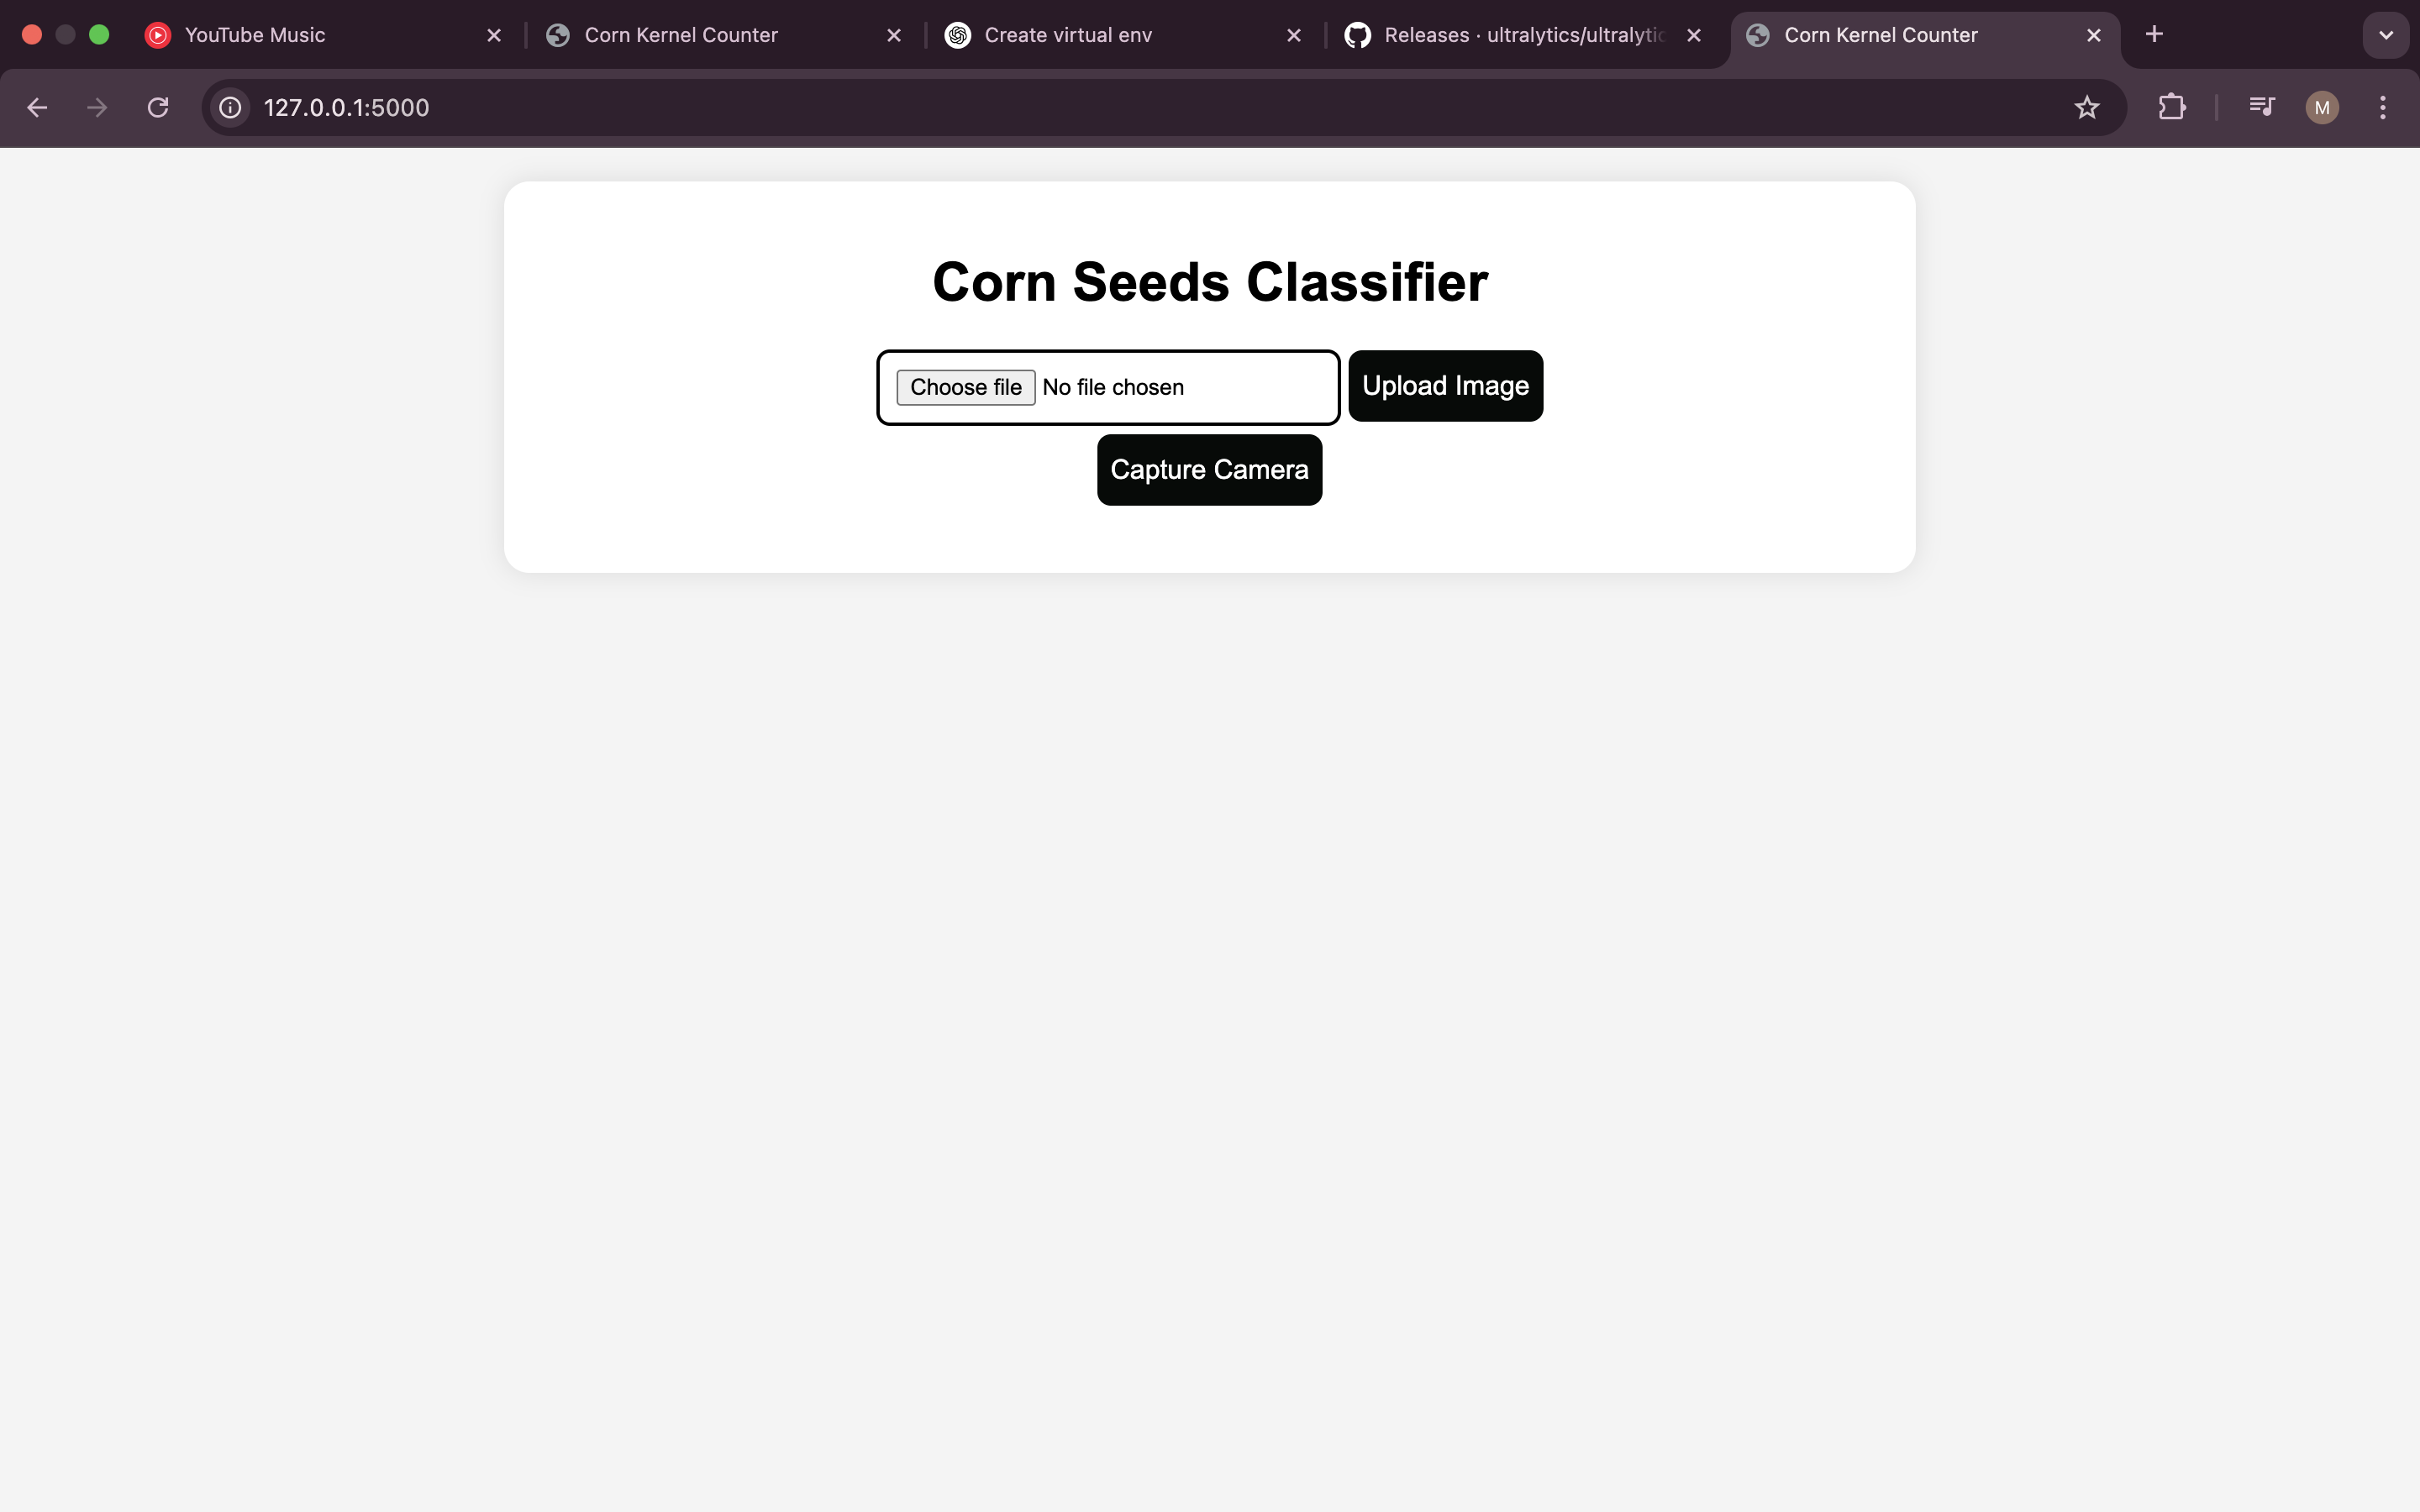 YouTube Music
Corn Kernel Counter
Create virtual env
Releases · ultralytics/ultralytic
Corn Kernel Counter
127.0.0.1:5000
M
Corn Seeds Classifier
Choose file No file chosen
Upload Image
Capture Camera